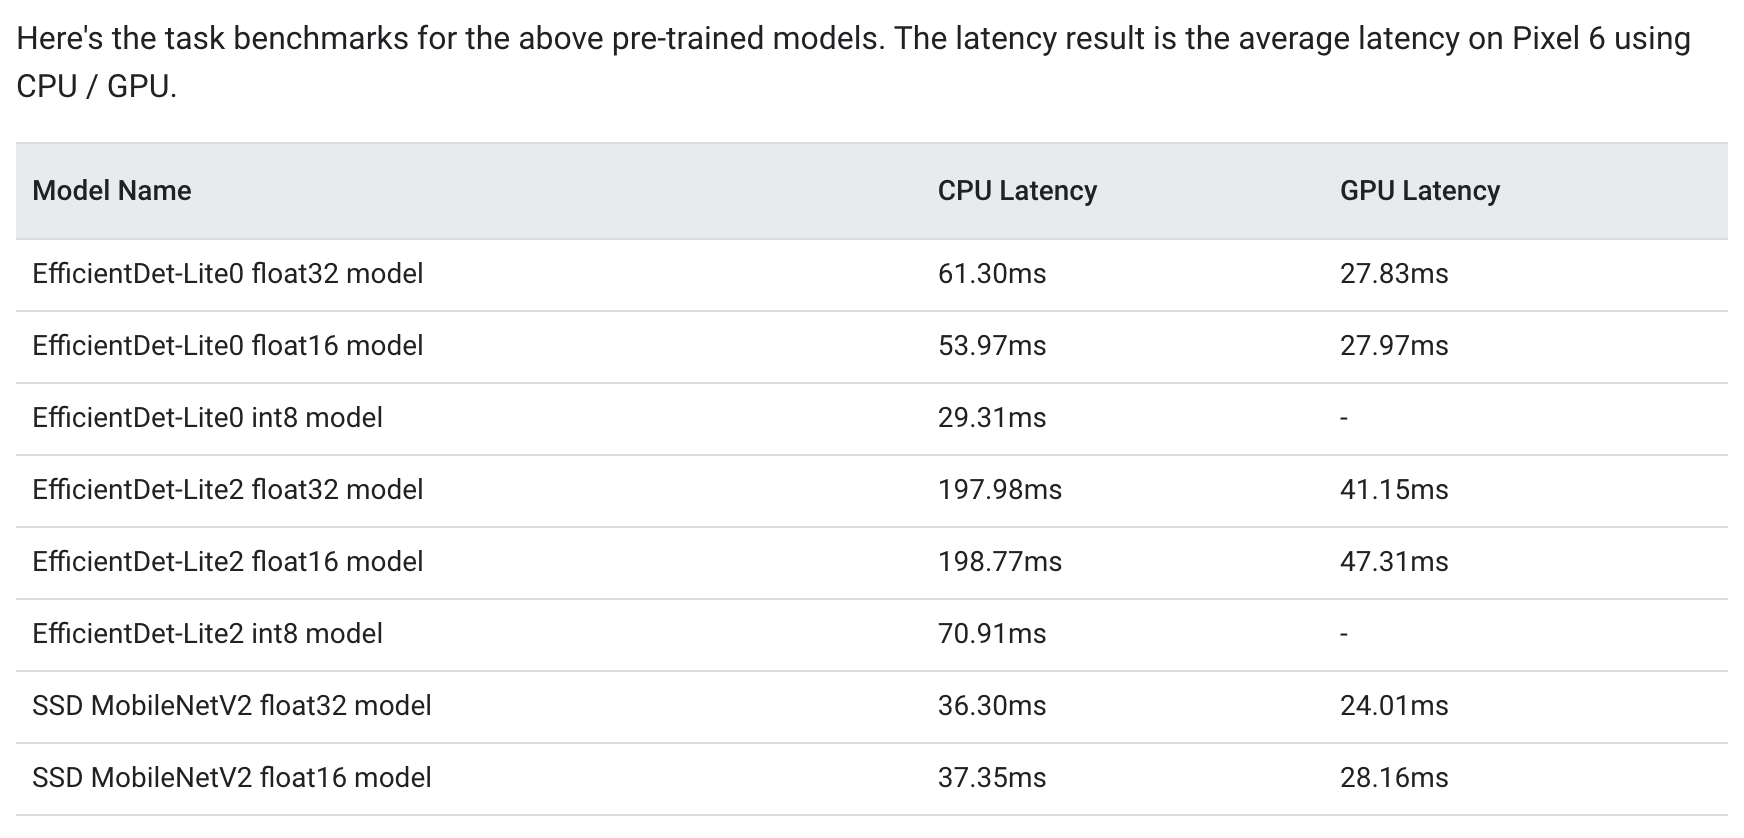 Here's the task benchmarks for the above pre-trained models. The latency result is the average latency on Pixel 6 using
CPU / GPU.
Model Name CPU Latency GPU Latency
EfficientDet-Lite0 float32 model 61.30ms 27.83ms
EfficientDet-Lite0 float16 model 53.97ms 27.97ms
EfficientDet-Lite0 int8 model 29.31ms -
EfficientDet-Lite2 float32 model 197.98ms 41.15ms
EfficientDet-Lite2 float16 model 198.77ms 47.31ms
EfficientDet-Lite2 int8 model 70.91ms -
SSD MobileNetV2 float32 model 36.30ms 24.01ms
SSD MobileNetV2 float16 model 37.35ms 28.16ms